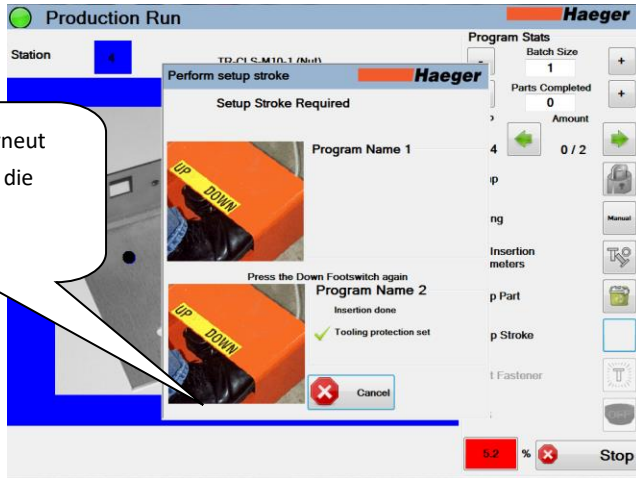 Production Run
Haeger
Program Stats
Station
4
TR-CLS-M10-1 (Nut)
Batch Size
-
1
+
Perform setup stroke
Haeger
Parts Completed
0
+
Setup Stroke Required
Amount
4
0 / 2
neut
die
UP DOWN
Program Name 1
Manual
Insertion
Press the Down Footswitch again
UP DOWN
Program Name 2
Insertion done
Part
Tooling protection set
Stroke
Fastener
Cancel
OFF
5.2 %
Stop